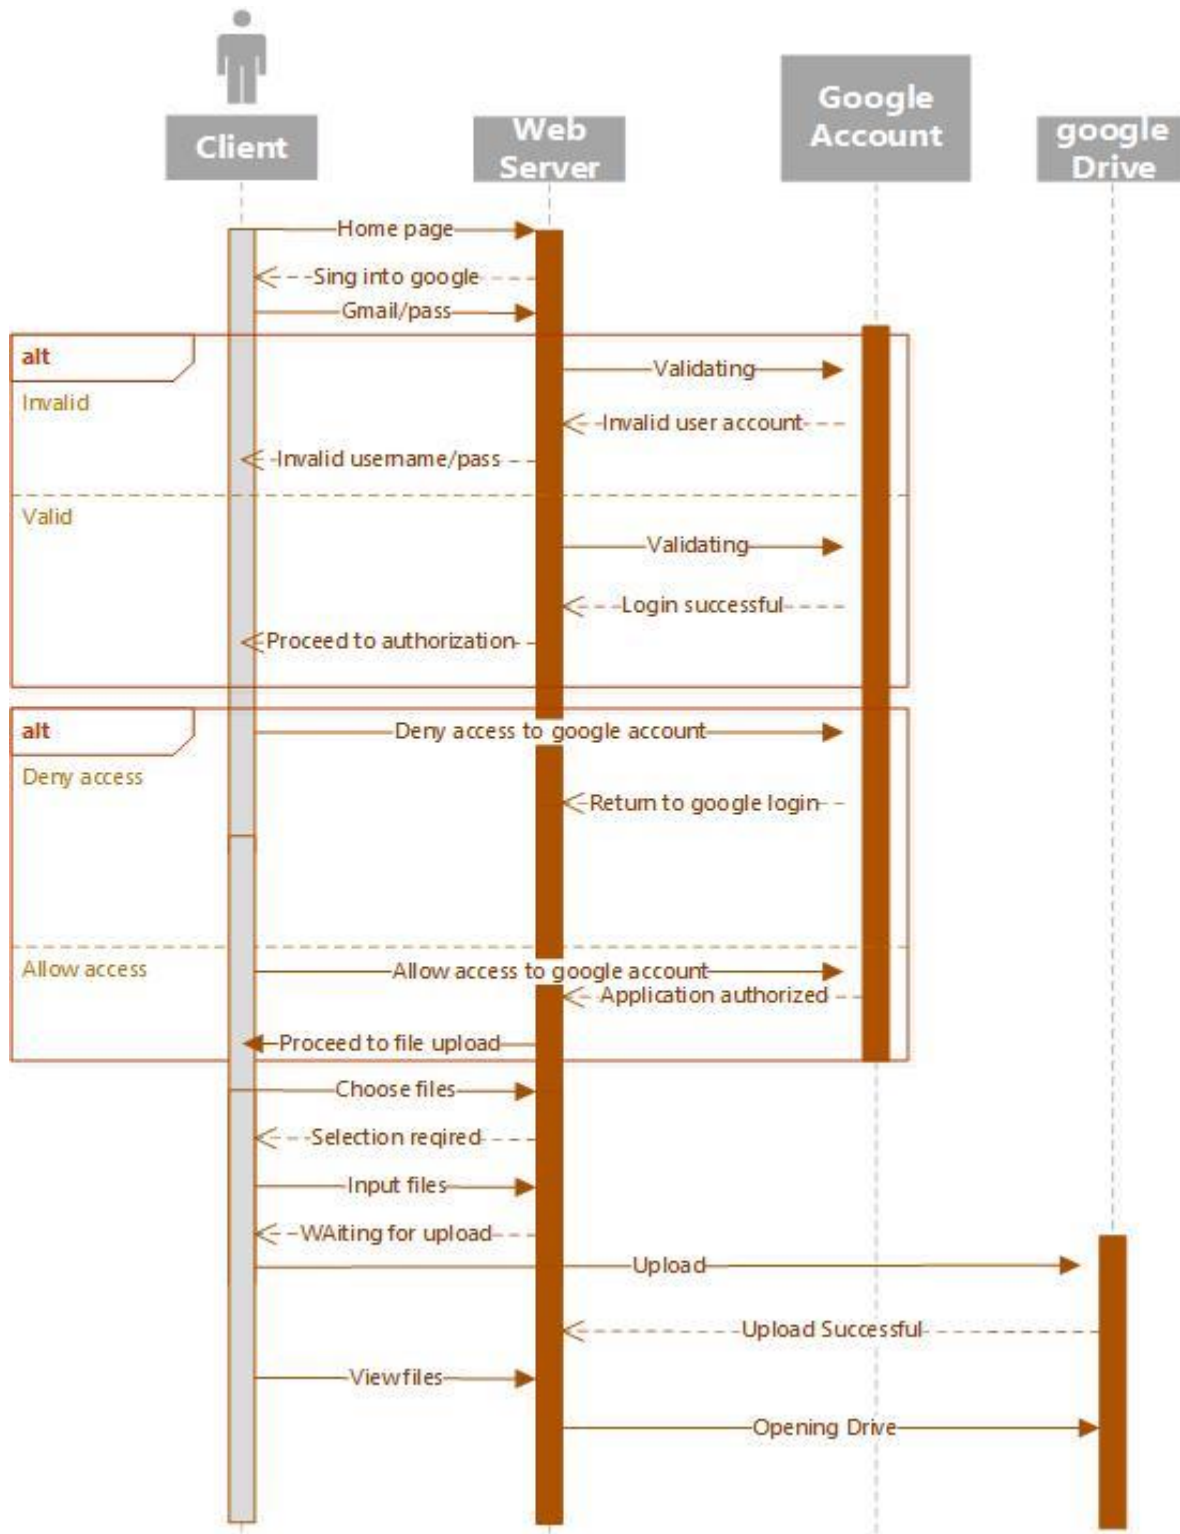 Client
Web
Server
Google
Account
google
Drive
Home page
Sing into google
Gmail/pass
alt
Validating
Invalid
Invalid user account
Invalid username/pass
Valid
Validating
Login successful
Proceed to authorization
alt
Deny access to google account
Deny access
Return to google login
Allow access
Allow access to google account
Application authorized
Proceed to file upload
Choose files
Selection reqired
Input files
WAiting for upload
Upload
Upload Successful
View files
Opening Drive